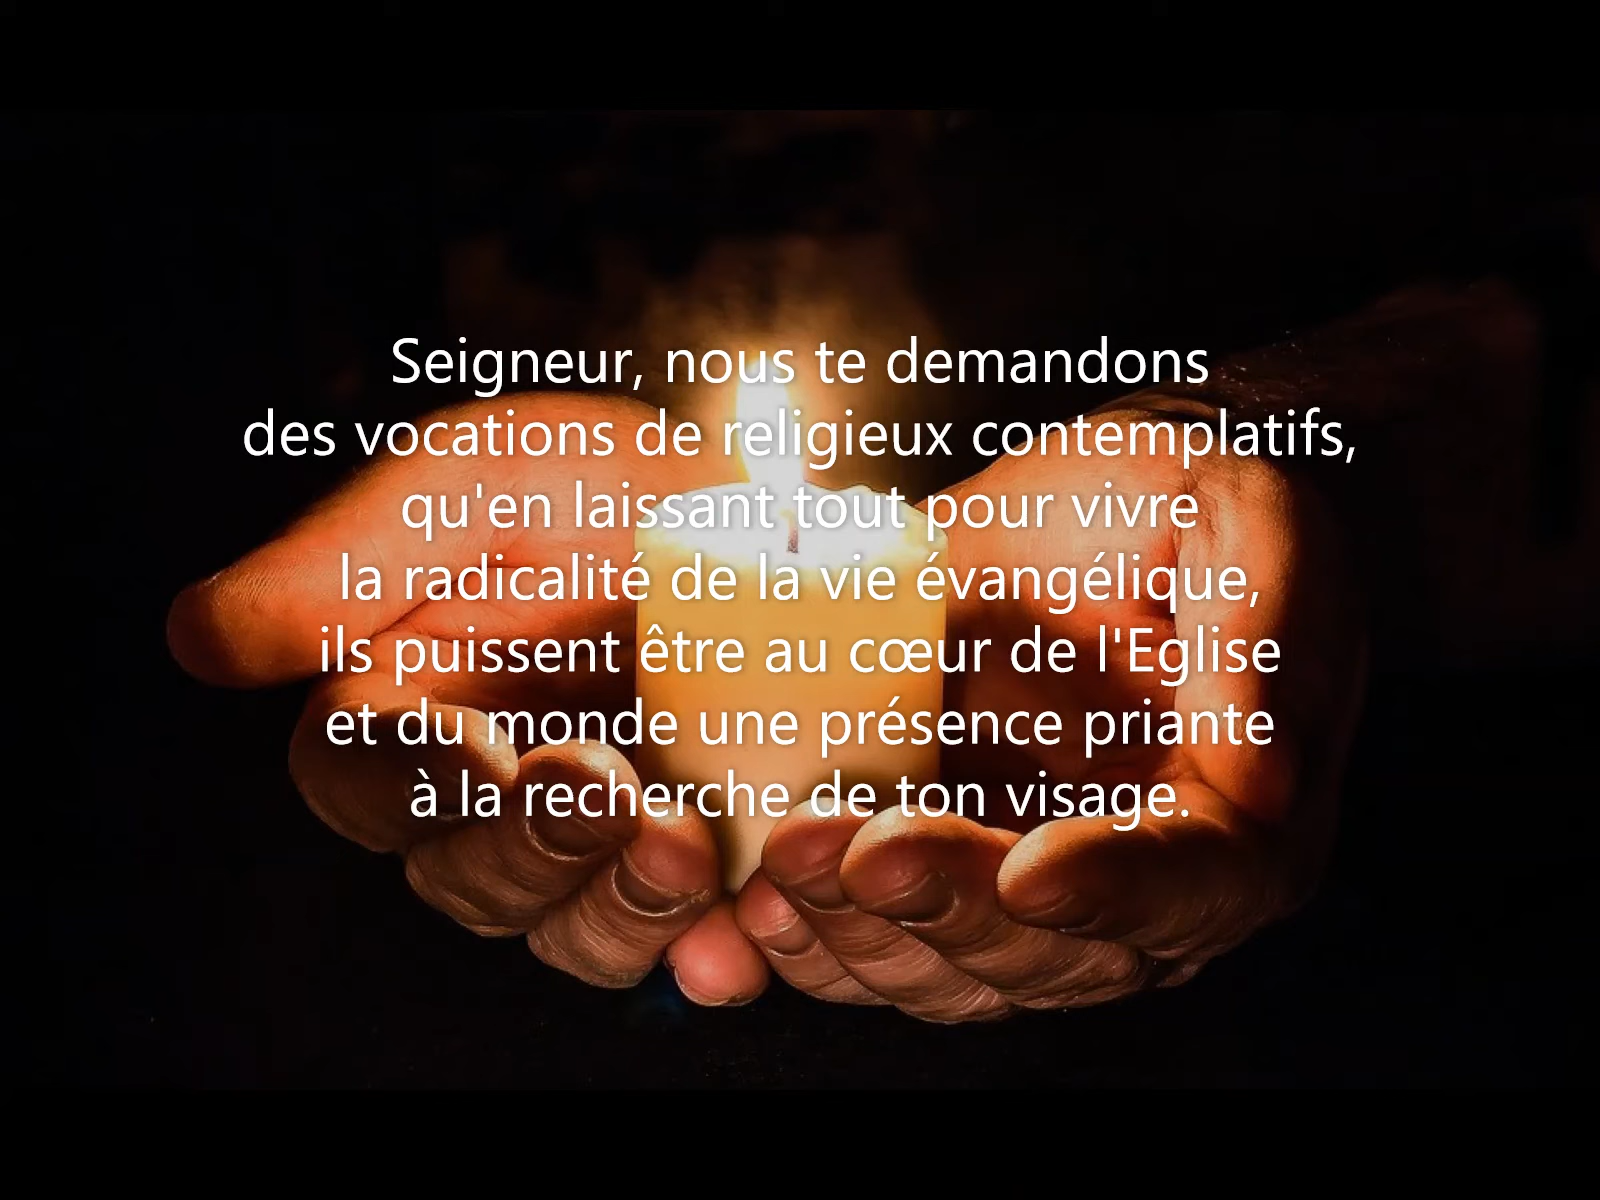 Seigneur, nous te demandons
des vocations de religieux contemplatifs,
qu'en laissant tout pour vivre
la radicalité de la vie évangélique,
ils puissent être au cœur de l'Eglise
et du monde une présence priante
à la recherche de ton visage.